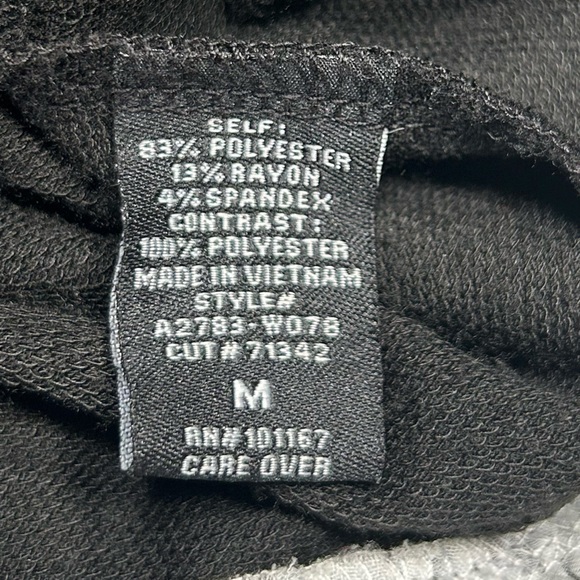 SELF:
83% POLYESTER
13% RAYON
4% SPANDEX
CONTRAST:
100% POLYESTER
MADE IN VIETNAM
STYLE#
A2783-W078
CUT# 71342
M
RN#101167
CARE OVER